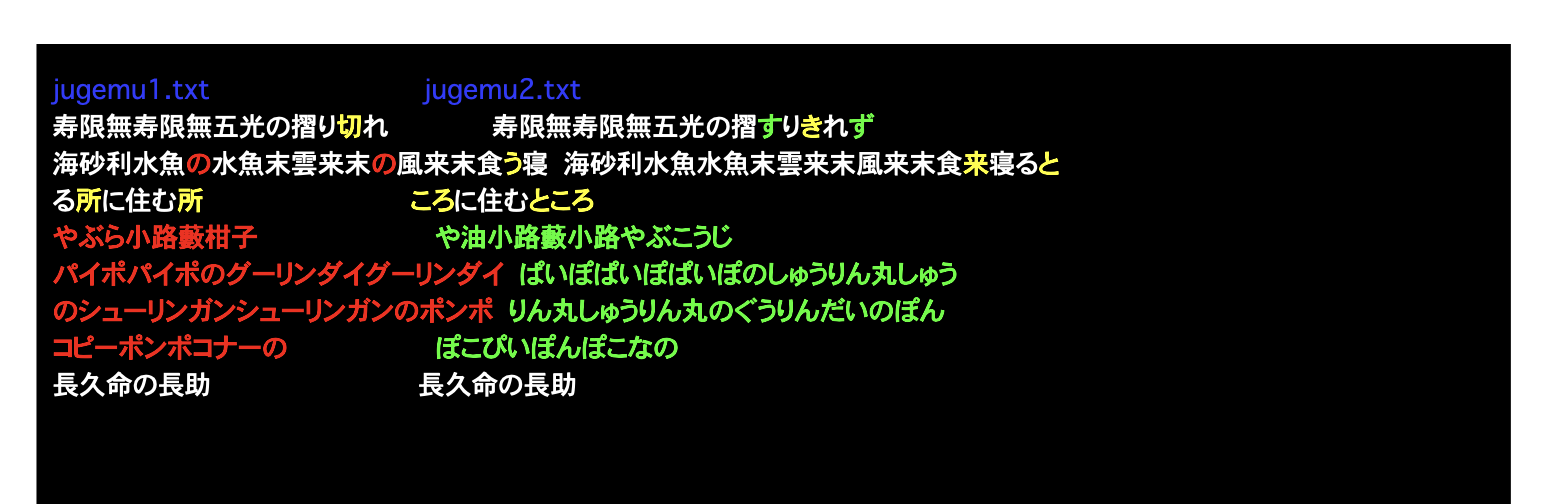 jugemu1.txt jugemu2.txt
寿限無寿限無五光の摺り切れ 寿限無寿限無五光の摺すりきれず
海砂利水魚の水魚末雲来末の風来末食う寝 海砂利水魚水魚末雲来末風来末食来寝ると
る所に住む所 ころに住むところ
やぶら小路藪柑子 や油小路藪小路やぶこうじ
パイポパイポのグーリンダイグーリンダイ ぱいぽぱいぽぱいぽのしゅうりん丸しゅう
のシューリンガンシューリンガンのポンポ りん丸しゅうりん丸のぐうりんだいのぽん
コピーポンポコナーの ぽこぴいぽんぽこなの
長久命の長助 長久命の長助